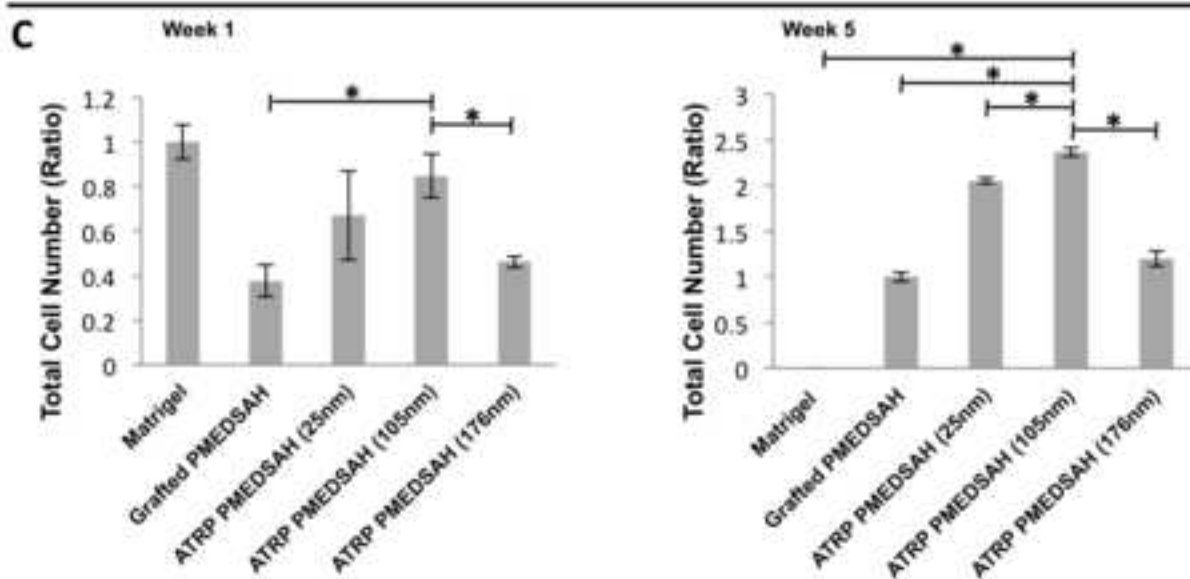 C
Week 1
Total Cell Number (Ratio)
1.2
1
0.8
0.6
0.4
0.2
0
*
*
Matrigel
Grafted PMEDSAH
ATRP PMEDSAH (25nm)
ATRP PMEDSAH (105nm)
ATRP PMEDSAH (176nm)
Week 5
Total Cell Number (Ratio)
3
2.5
2
1.5
1
0.5
0
*
*
*
*
Matrigel
Grafted PMEDSAH
ATRP PMEDSAH (25nm)
ATRP PMEDSAH (105nm)
ATRP PMEDSAH (176nm)